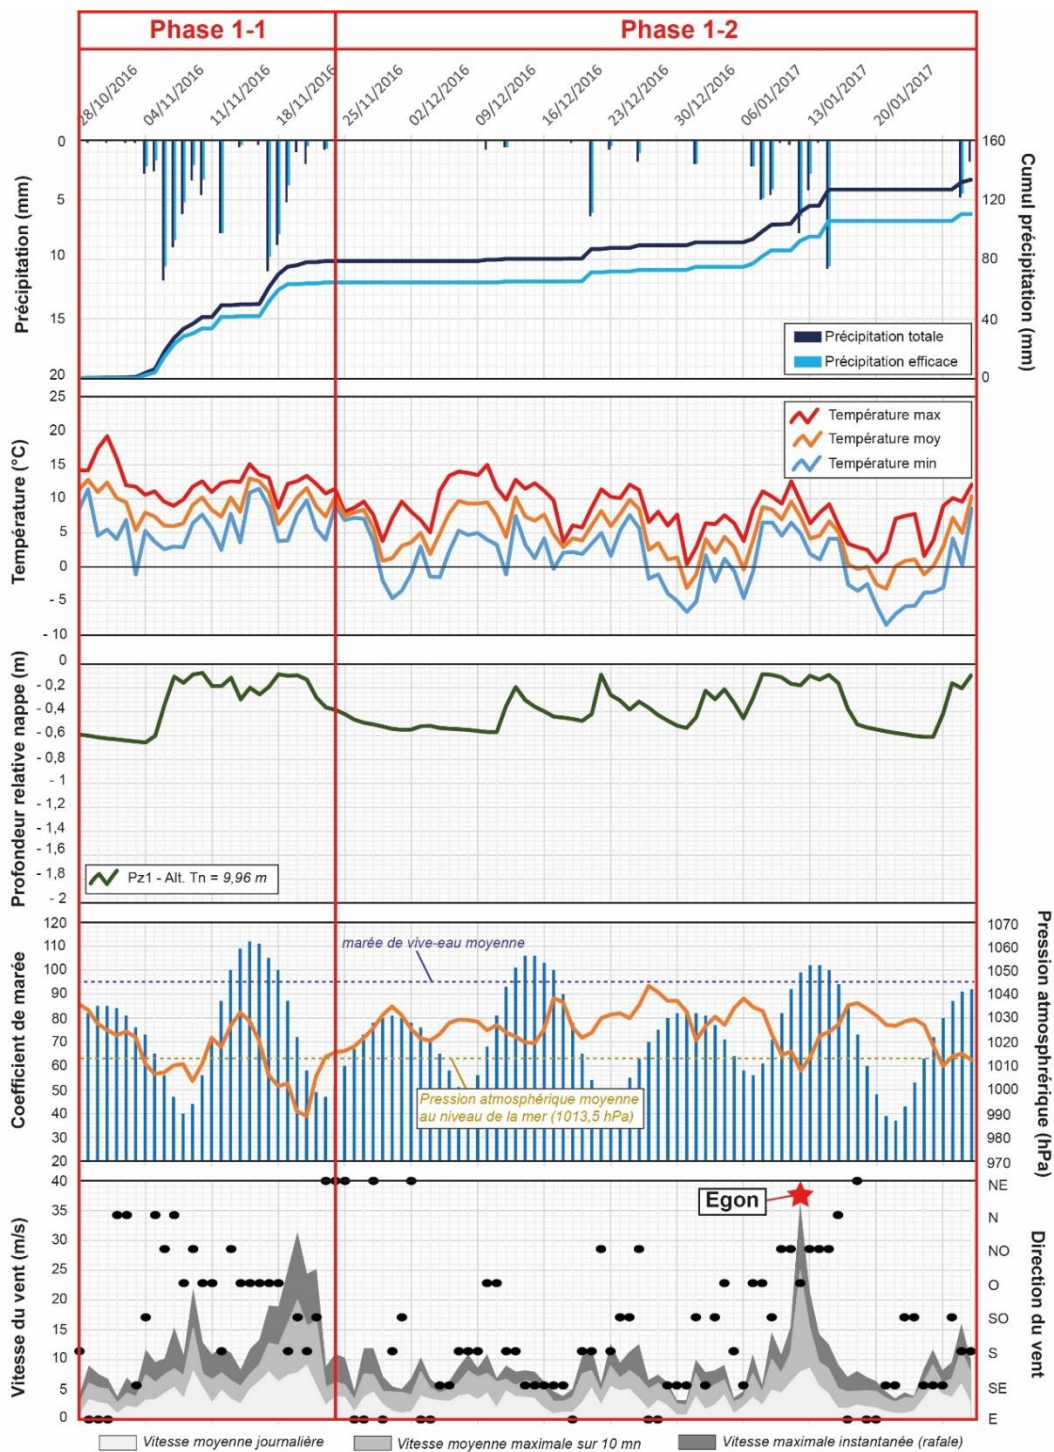 Phase 1-1
Phase 1-2
28/10/2016
04/11/2016
11/11/2016
18/11/2016
25/11/2016
02/12/2016
09/12/2016
16/12/2016
23/12/2016
30/12/2016
06/01/2017
13/01/2017
20/01/2017
Précipitation (mm)
0
5
10
15
20
160
120
80
40
0
Cumul précipitation (mm)
Précipitation totale
Précipitation efficace
Température (°C)
25
20
15
10
5
0
- 5
- 10
Température max
Température moy
Température min
Profondeur relative nappe (m)
0
- 0,2
- 0,4
- 0,6
- 0,8
- 1
- 1,2
- 1,4
- 1,6
- 1,8
- 2
Pz1 - Alt. Tn = 9,96 m
Coefficient de marée
120
110
100
90
80
70
60
50
40
30
20
marée de vive-eau moyenne
Pression atmosphérique moyenne
au niveau de la mer (1013,5 hPa)
1070
1060
1050
1040
1030
1020
1010
1000
990
980
970
Pression atmosphrérique (hPa)
Vitesse du vent (m/s)
40
35
30
25
20
15
10
5
0
Egon
NE
N
NO
O
SO
S
SE
E
Direction du vent
Vitesse moyenne journalière
Vitesse moyenne maximale sur 10 mn
Vitesse maximale instantanée (rafale)